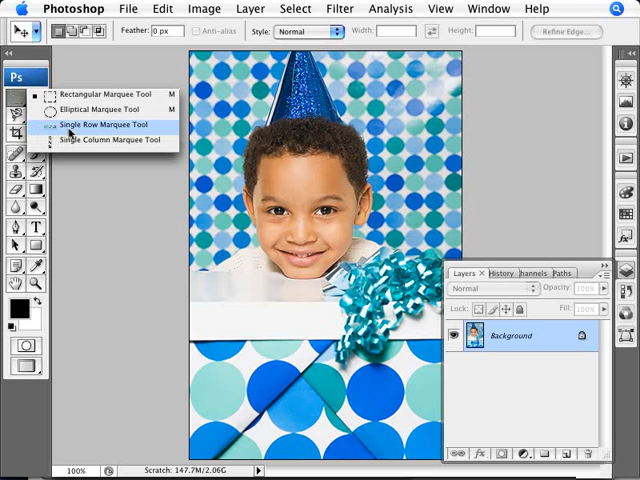 Photoshop File Edit Image Layer Select Filter Analysis View Window Help
Feather: 0 px Anti-alias Style: Normal Width: Height: Refine Edge...
Ps
Rectangular Marquee Tool M
Elliptical Marquee Tool M
Single Row Marquee Tool
Single Column Marquee Tool
T
Layers × History hannels Paths
Normal Opacity: 100%
Lock: Fill: 100%
Background
fx
100% Scratch: 147.7M/2.06G